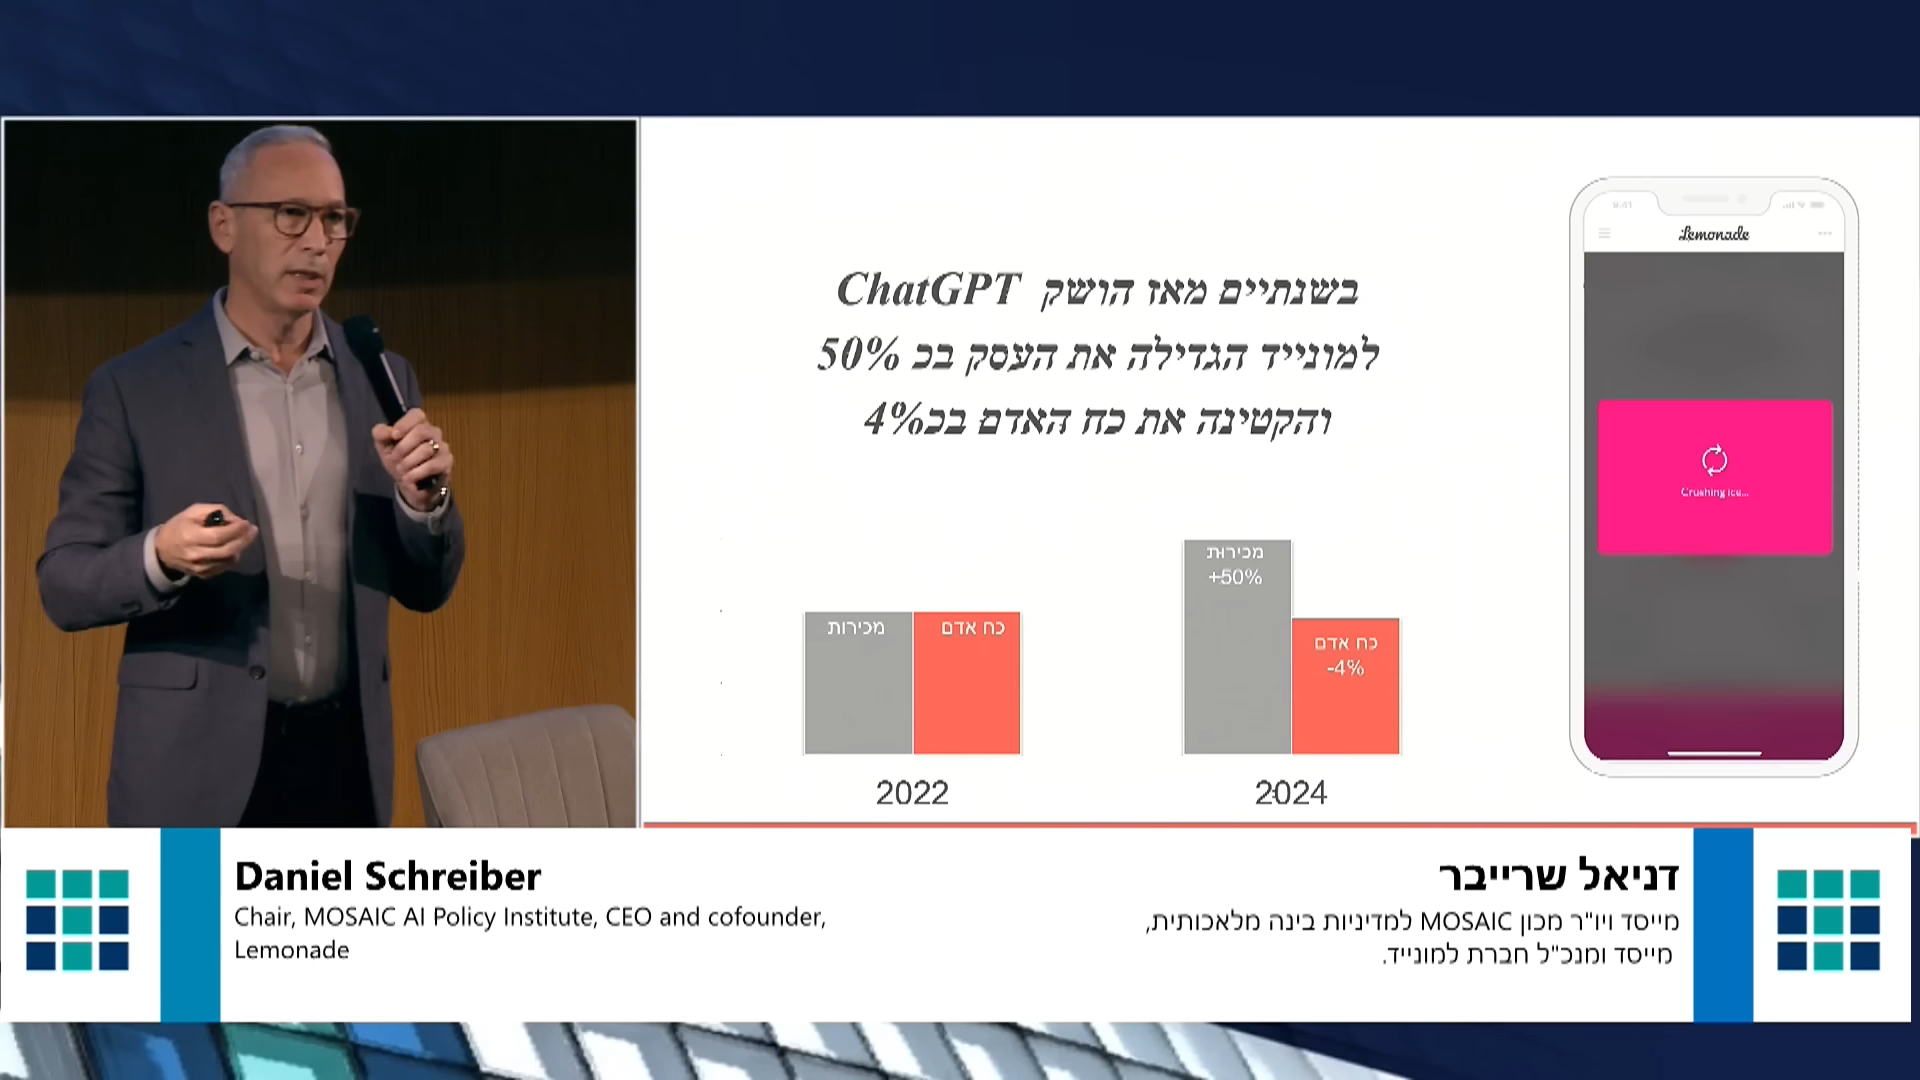 בשנתיים מאז הושק ChatGPT
למונייד הגדילה את העסק בכ 50%
והקטינה את כח האדם בכ4%
מכירות
כח אדם
2022
מכירות
+50%
כח אדם
-4%
2024
9:41
Lemonade
Crushing ice...
Daniel Schreiber
Chair, MOSAIC AI Policy Institute, CEO and cofounder,
Lemonade
דניאל שרייבר
מייסד ויו"ר מכון MOSAIC למדיניות בינה מלאכותית,
מייסד ומנכ"ל חברת למונייד.